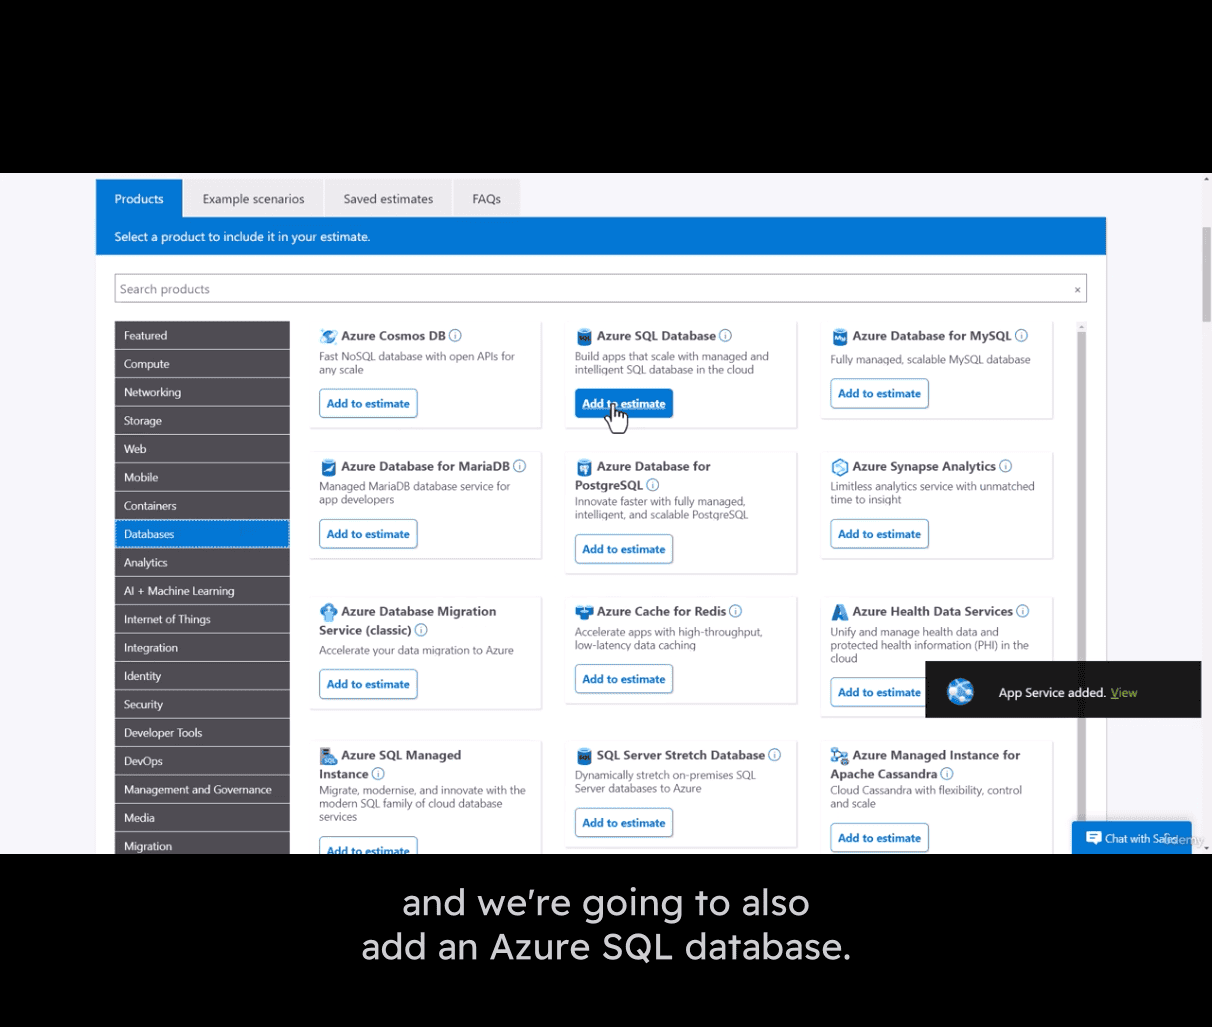 Products
Example scenarios
Saved estimates
FAQs
Select a product to include it in your estimate.
Search products
×
Featured
Compute
Networking
Storage
Web
Mobile
Containers
Databases
Analytics
AI + Machine Learning
Internet of Things
Integration
Identity
Security
Developer Tools
DevOps
Management and Governance
Media
Migration
Azure Cosmos DB
Fast NoSQL database with open APIs for
any scale
Add to estimate
Azure SQL Database
Build apps that scale with managed and
intelligent SQL database in the cloud
Add to estimate
Azure Database for MySQL
Fully managed, scalable MySQL database
Add to estimate
Azure Database for MariaDB
Managed MariaDB database service for
app developers
Add to estimate
Azure Database for
PostgreSQL
Innovate faster with fully managed,
intelligent, and scalable PostgreSQL
Add to estimate
Azure Synapse Analytics
Limitless analytics service with unmatched
time to insight
Add to estimate
Azure Database Migration
Service (classic)
Accelerate your data migration to Azure
Add to estimate
Azure Cache for Redis
Accelerate apps with high-throughput,
low-latency data caching
Add to estimate
Azure Health Data Services
Unify and manage health data and
protected health information (PHI) in the
cloud
Add to estimate
App Service added. View
Azure SQL Managed
Instance
Migrate, modernise, and innovate with the
modern SQL family of cloud database
services
Add to estimate
SQL Server Stretch Database
Dynamically stretch on-premises SQL
Server databases to Azure
Add to estimate
Azure Managed Instance for
Apache Cassandra
Cloud Cassandra with flexibility, control
and scale
Add to estimate
Chat with Sales
Udemy
and we're going to also
add an Azure SQL database.